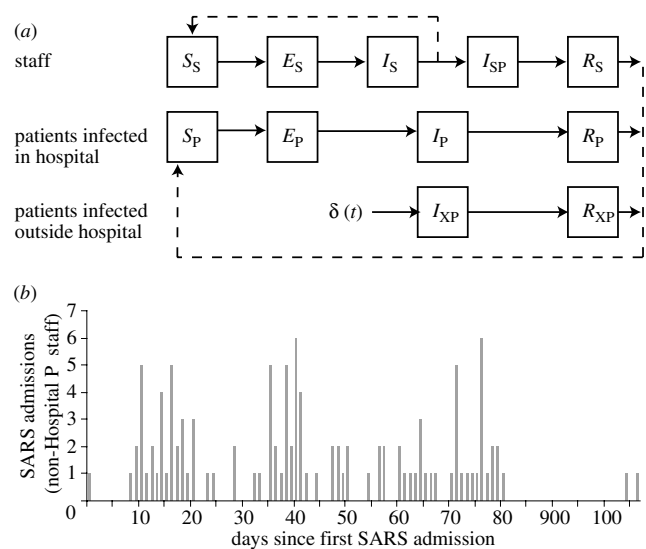 (a)
staff
S_S E_S I_S I_SP R_S
patients infected
in hospital
S_P E_P I_P R_P
patients infected
outside hospital
δ (t) I_XP R_XP
(b)
SARS admissions
(non-Hospital P staff)
7
6
5
4
3
2
1
0
10 20 30 40 50 60 70 80 900 100
days since first SARS admission